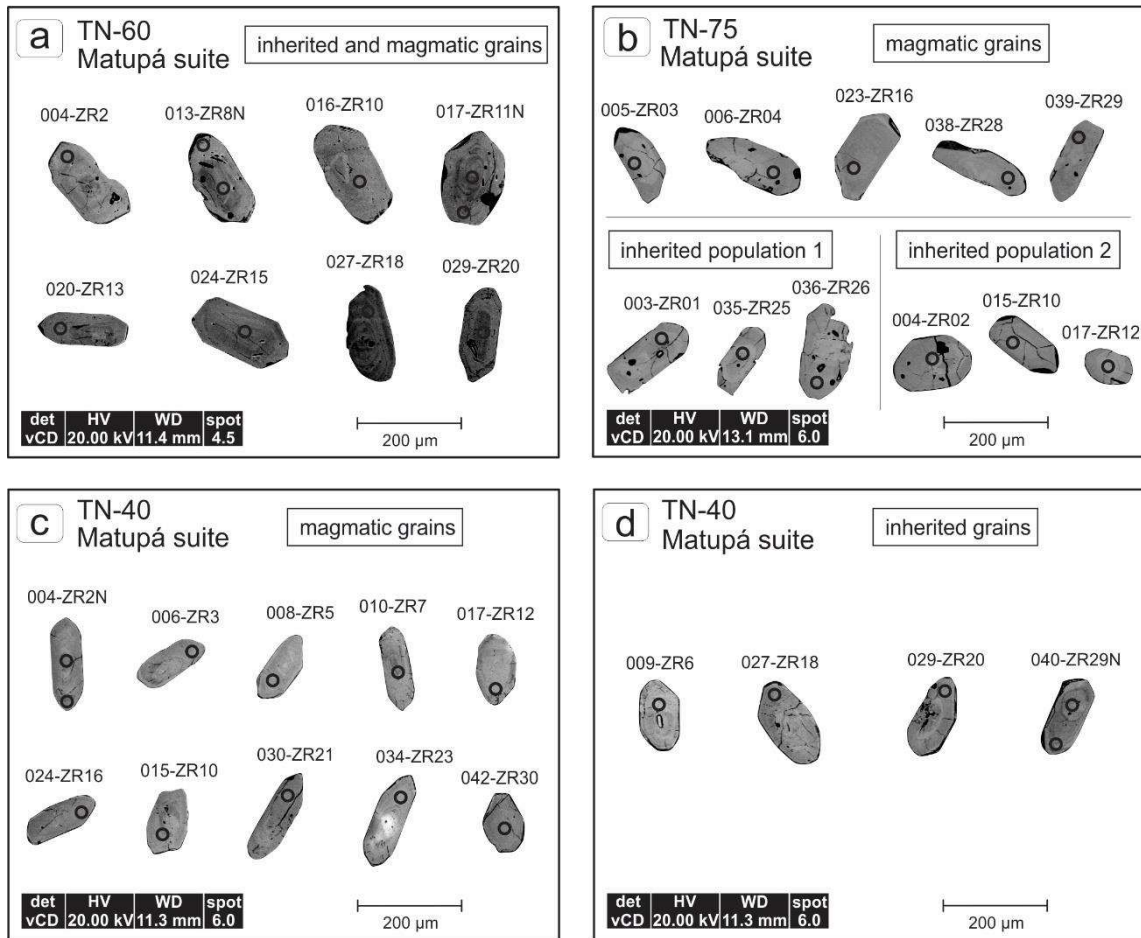 a
TN-60
Matupá suite
inherited and magmatic grains
004-ZR2
013-ZR8N
016-ZR10
017-ZR11N
020-ZR13
024-ZR15
027-ZR18
029-ZR20
det HV WD spot
vCD 20.00 kV 11.4 mm 4.5
200 µm
b
TN-75
Matupá suite
magmatic grains
005-ZR03
006-ZR04
023-ZR16
038-ZR28
039-ZR29
inherited population 1
003-ZR01
035-ZR25
036-ZR26
inherited population 2
004-ZR02
015-ZR10
017-ZR12
det HV WD spot
vCD 20.00 kV 13.1 mm 6.0
200 µm
c
TN-40
Matupá suite
magmatic grains
004-ZR2N
006-ZR3
008-ZR5
010-ZR7
017-ZR12
024-ZR16
015-ZR10
030-ZR21
034-ZR23
042-ZR30
det HV WD spot
vCD 20.00 kV 11.3 mm 6.0
200 µm
d
TN-40
Matupá suite
inherited grains
009-ZR6
027-ZR18
029-ZR20
040-ZR29N
det HV WD spot
vCD 20.00 kV 11.3 mm 6.0
200 µm